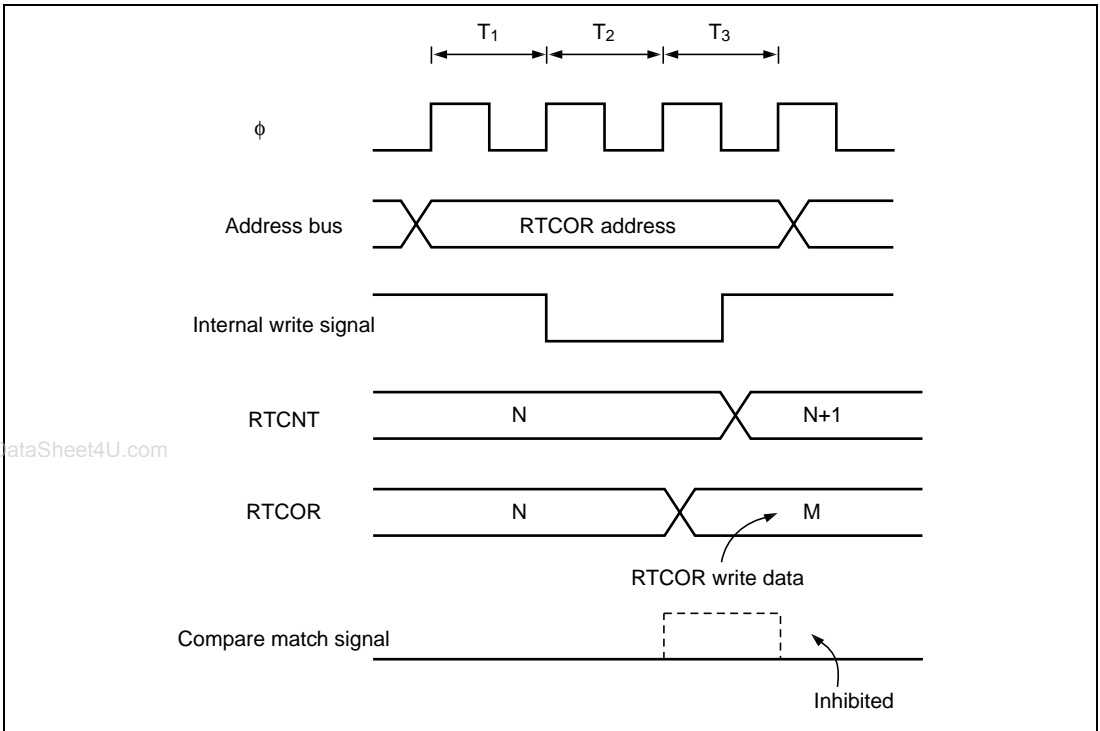 T1 T2 T3
ϕ
Address bus RTCOR address
Internal write signal
RTCNT N N+1
ataSheet4U.com
RTCOR N M
RTCOR write data
Compare match signal
Inhibited